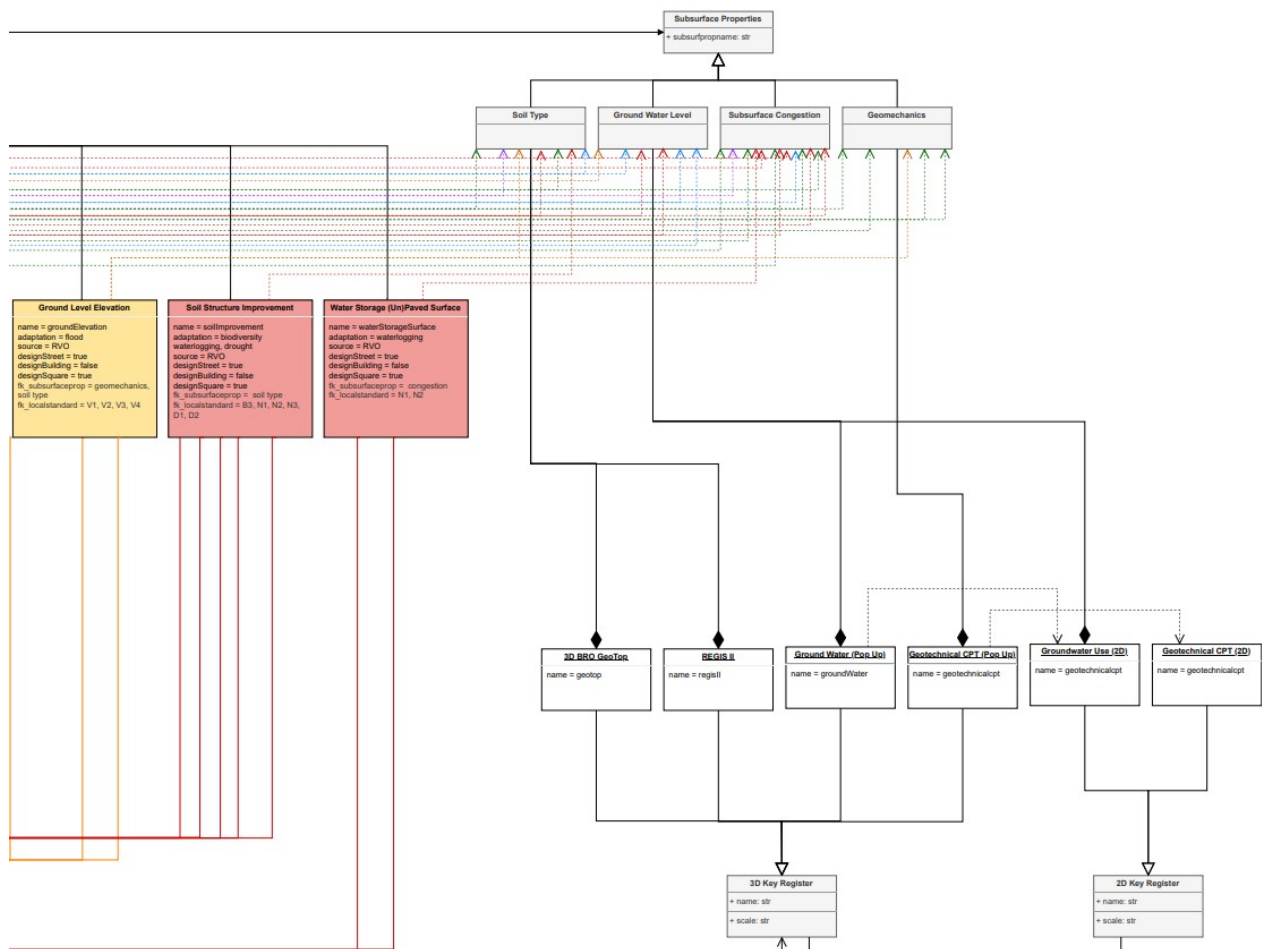 Subsurface Properties
+ subsurfpropname: str
Soil Type
Ground Water Level
Subsurface Congestion
Geomechanics
Ground Level Elevation
name = groundElevation
adaptation = flood
source = RVO
designStreet = true
designBuilding = false
designSquare = true
fk_subsurfaceprop = geomechanics,
soil type
fk_localstandard = V1, V2, V3, V4
Soil Structure Improvement
name = soilImprovement
adaptation = biodiversity
waterlogging, drought
source = RVO
designStreet = true
designBuilding = false
designSquare = true
fk_subsurfaceprop = soil type
fk_localstandard = B3, N1, N2, N3,
D1, D2
Water Storage (Un)Paved Surface
name = waterStorageSurface
adaptation = waterlogging
source = RVO
designStreet = true
designBuilding = false
designSquare = true
fk_subsurfaceprop = congestion
fk_localstandard = N1, N2
3D BRO GeoTop
name = geotop
REGIS II
name = regisII
Ground Water (Pop Up)
name = groundWater
Geotechnical CPT (Pop Up)
name = geotechnicalcpt
Groundwater Use (2D)
name = geotechnicalcpt
Geotechnical CPT (2D)
name = geotechnicalcpt
3D Key Register
+ name: str
+ scale: str
2D Key Register
+ name: str
+ scale: str